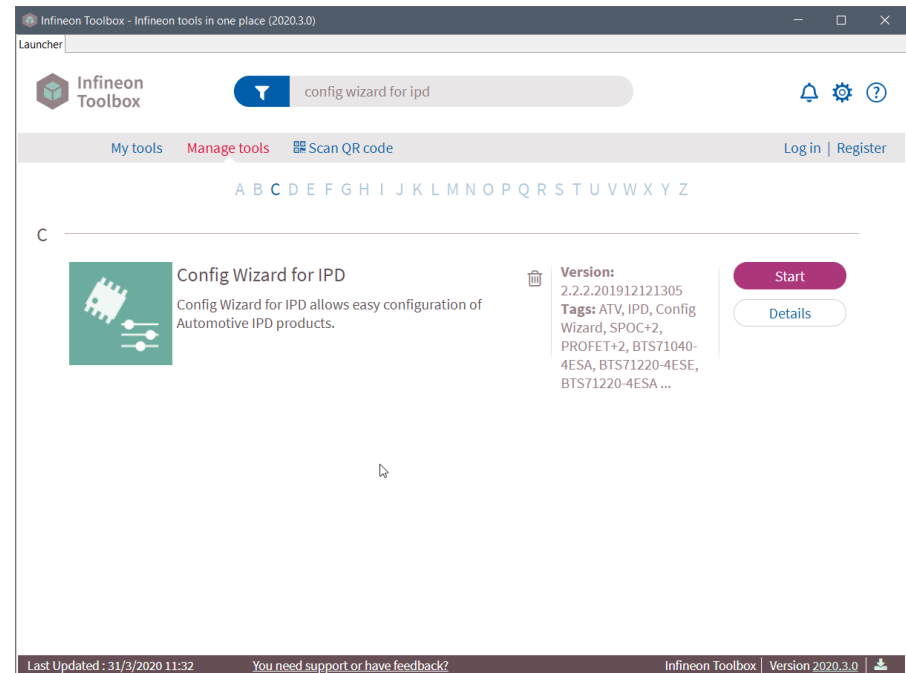 Infineon Toolbox - Infineon tools in one place (2020.3.0)
Launcher
Infineon
Toolbox
config wizard for ipd
My tools Manage tools Scan QR code Log in | Register
A B C D E F G H I J K L M N O P Q R S T U V W X Y Z
C
Config Wizard for IPD
Config Wizard for IPD allows easy configuration of
Automotive IPD products.
Version:
2.2.2.201912121305
Tags: ATV, IPD, Config
Wizard, SPOC+2,
PROFET+2, BTS71040-
4ESA, BTS71220-4ESE,
BTS71220-4ESA ...
Start
Details
Last Updated : 31/3/2020 11:32 You need support or have feedback? Infineon Toolbox | Version 2020.3.0 |